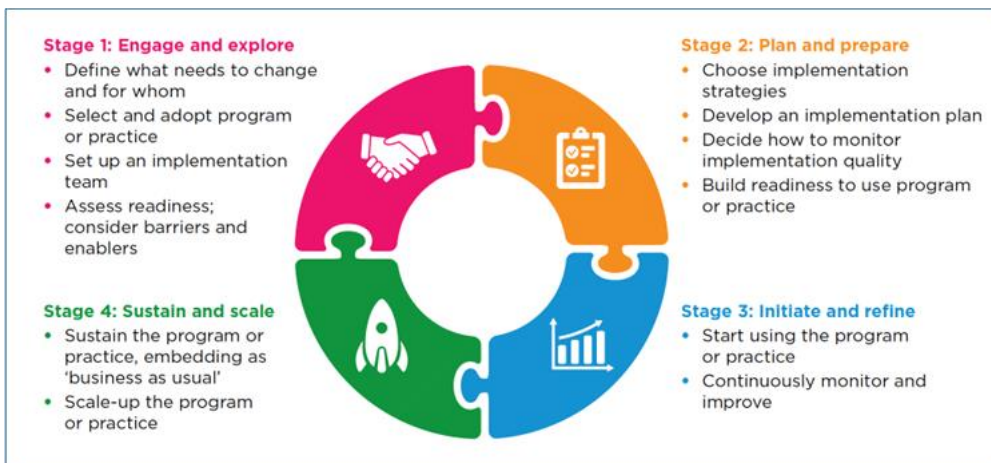 Stage 1: Engage and explore
• Define what needs to change
and for whom
• Select and adopt program
or practice
• Set up an implementation
team
• Assess readiness;
consider barriers and
enablers
Stage 2: Plan and prepare
• Choose implementation
strategies
• Develop an implementation plan
• Decide how to monitor
implementation quality
• Build readiness to use program
or practice
Stage 3: Initiate and refine
• Start using the program
or practice
• Continuously monitor and
improve
Stage 4: Sustain and scale
• Sustain the program or
practice, embedding as
‘business as usual’
• Scale-up the program
or practice